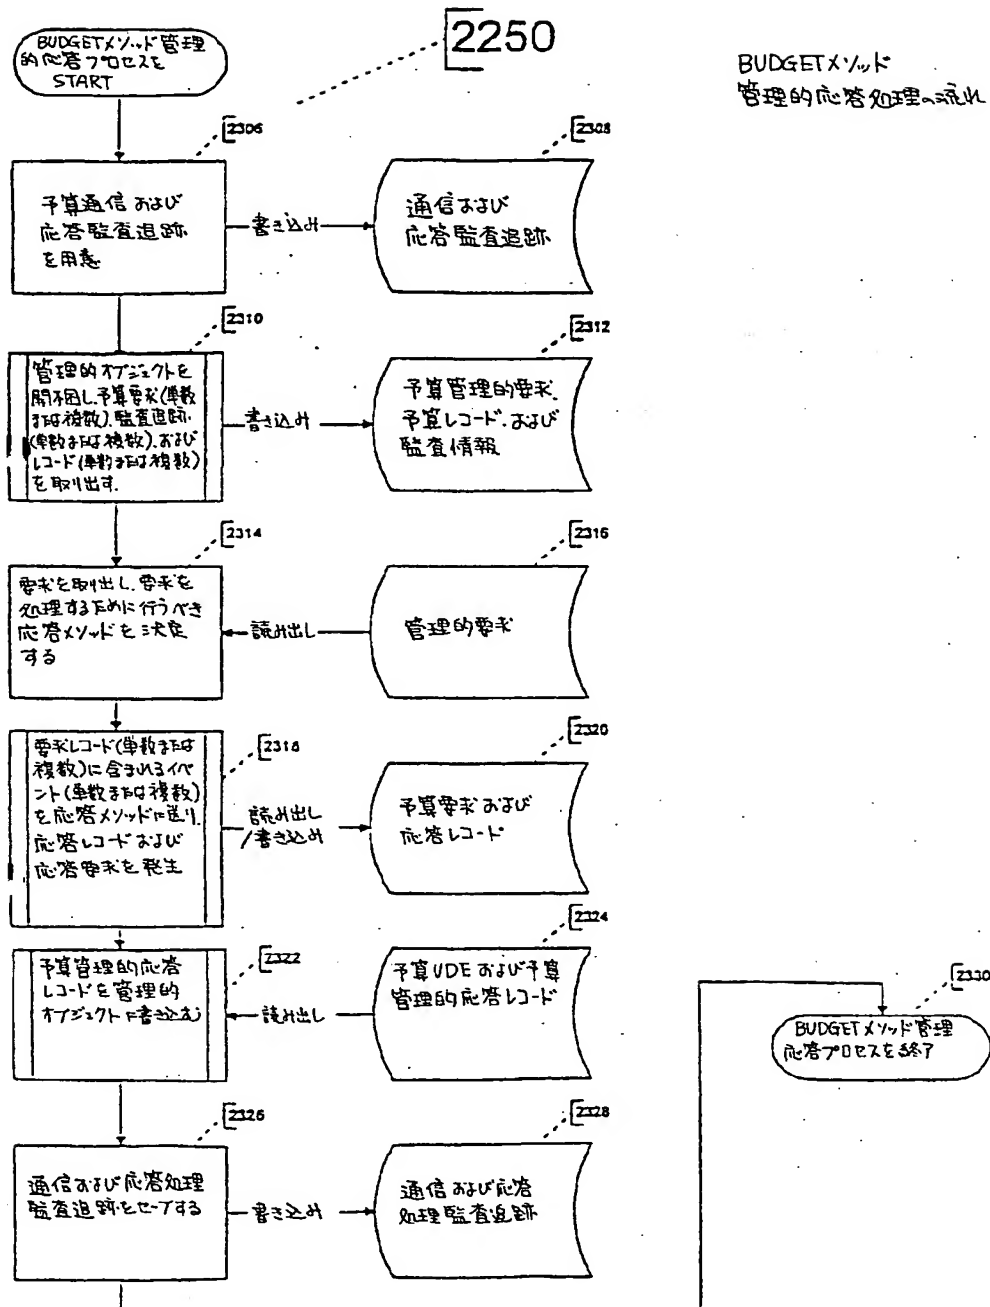 2250
BUDGETメソッド
管理的応答処理の流れ
BUDGETメソッド管理
的応答プロセスを
START
2306
予算通信および
応答監査追跡
を用意
書き込み
2308
通信および
応答監査追跡
2310
管理的オブジェクトを
開梱し、予算要求(単数
または複数)、監査追跡
(単数または複数)、および
レコード(単数または複数)
を取り出す.
書き込み
2312
予算管理的要求、
予算レコード、および
監査情報
2314
要求を取出し、要求を
処理するために行うべき
応答メソッドを決定
する
読み出し
2316
管理的要求
2318
要求レコード(単数または
複数)に含まれるイベ
ント(単数または複数)
を応答メソッドに送り、
応答レコードおよび
応答要求を発生
読み出し
/書き込み
2320
予算要求および
応答レコード
2322
予算管理的応答
レコードを管理的
オブジェクトに書き込む
読み出し
2324
予算UDEおよび予算
管理的応答レコード
2326
通信および応答処理
監査追跡をセーブする
書き込み
2328
通信および応答
処理監査追跡
2330
BUDGETメソッド管理
応答プロセスを終了